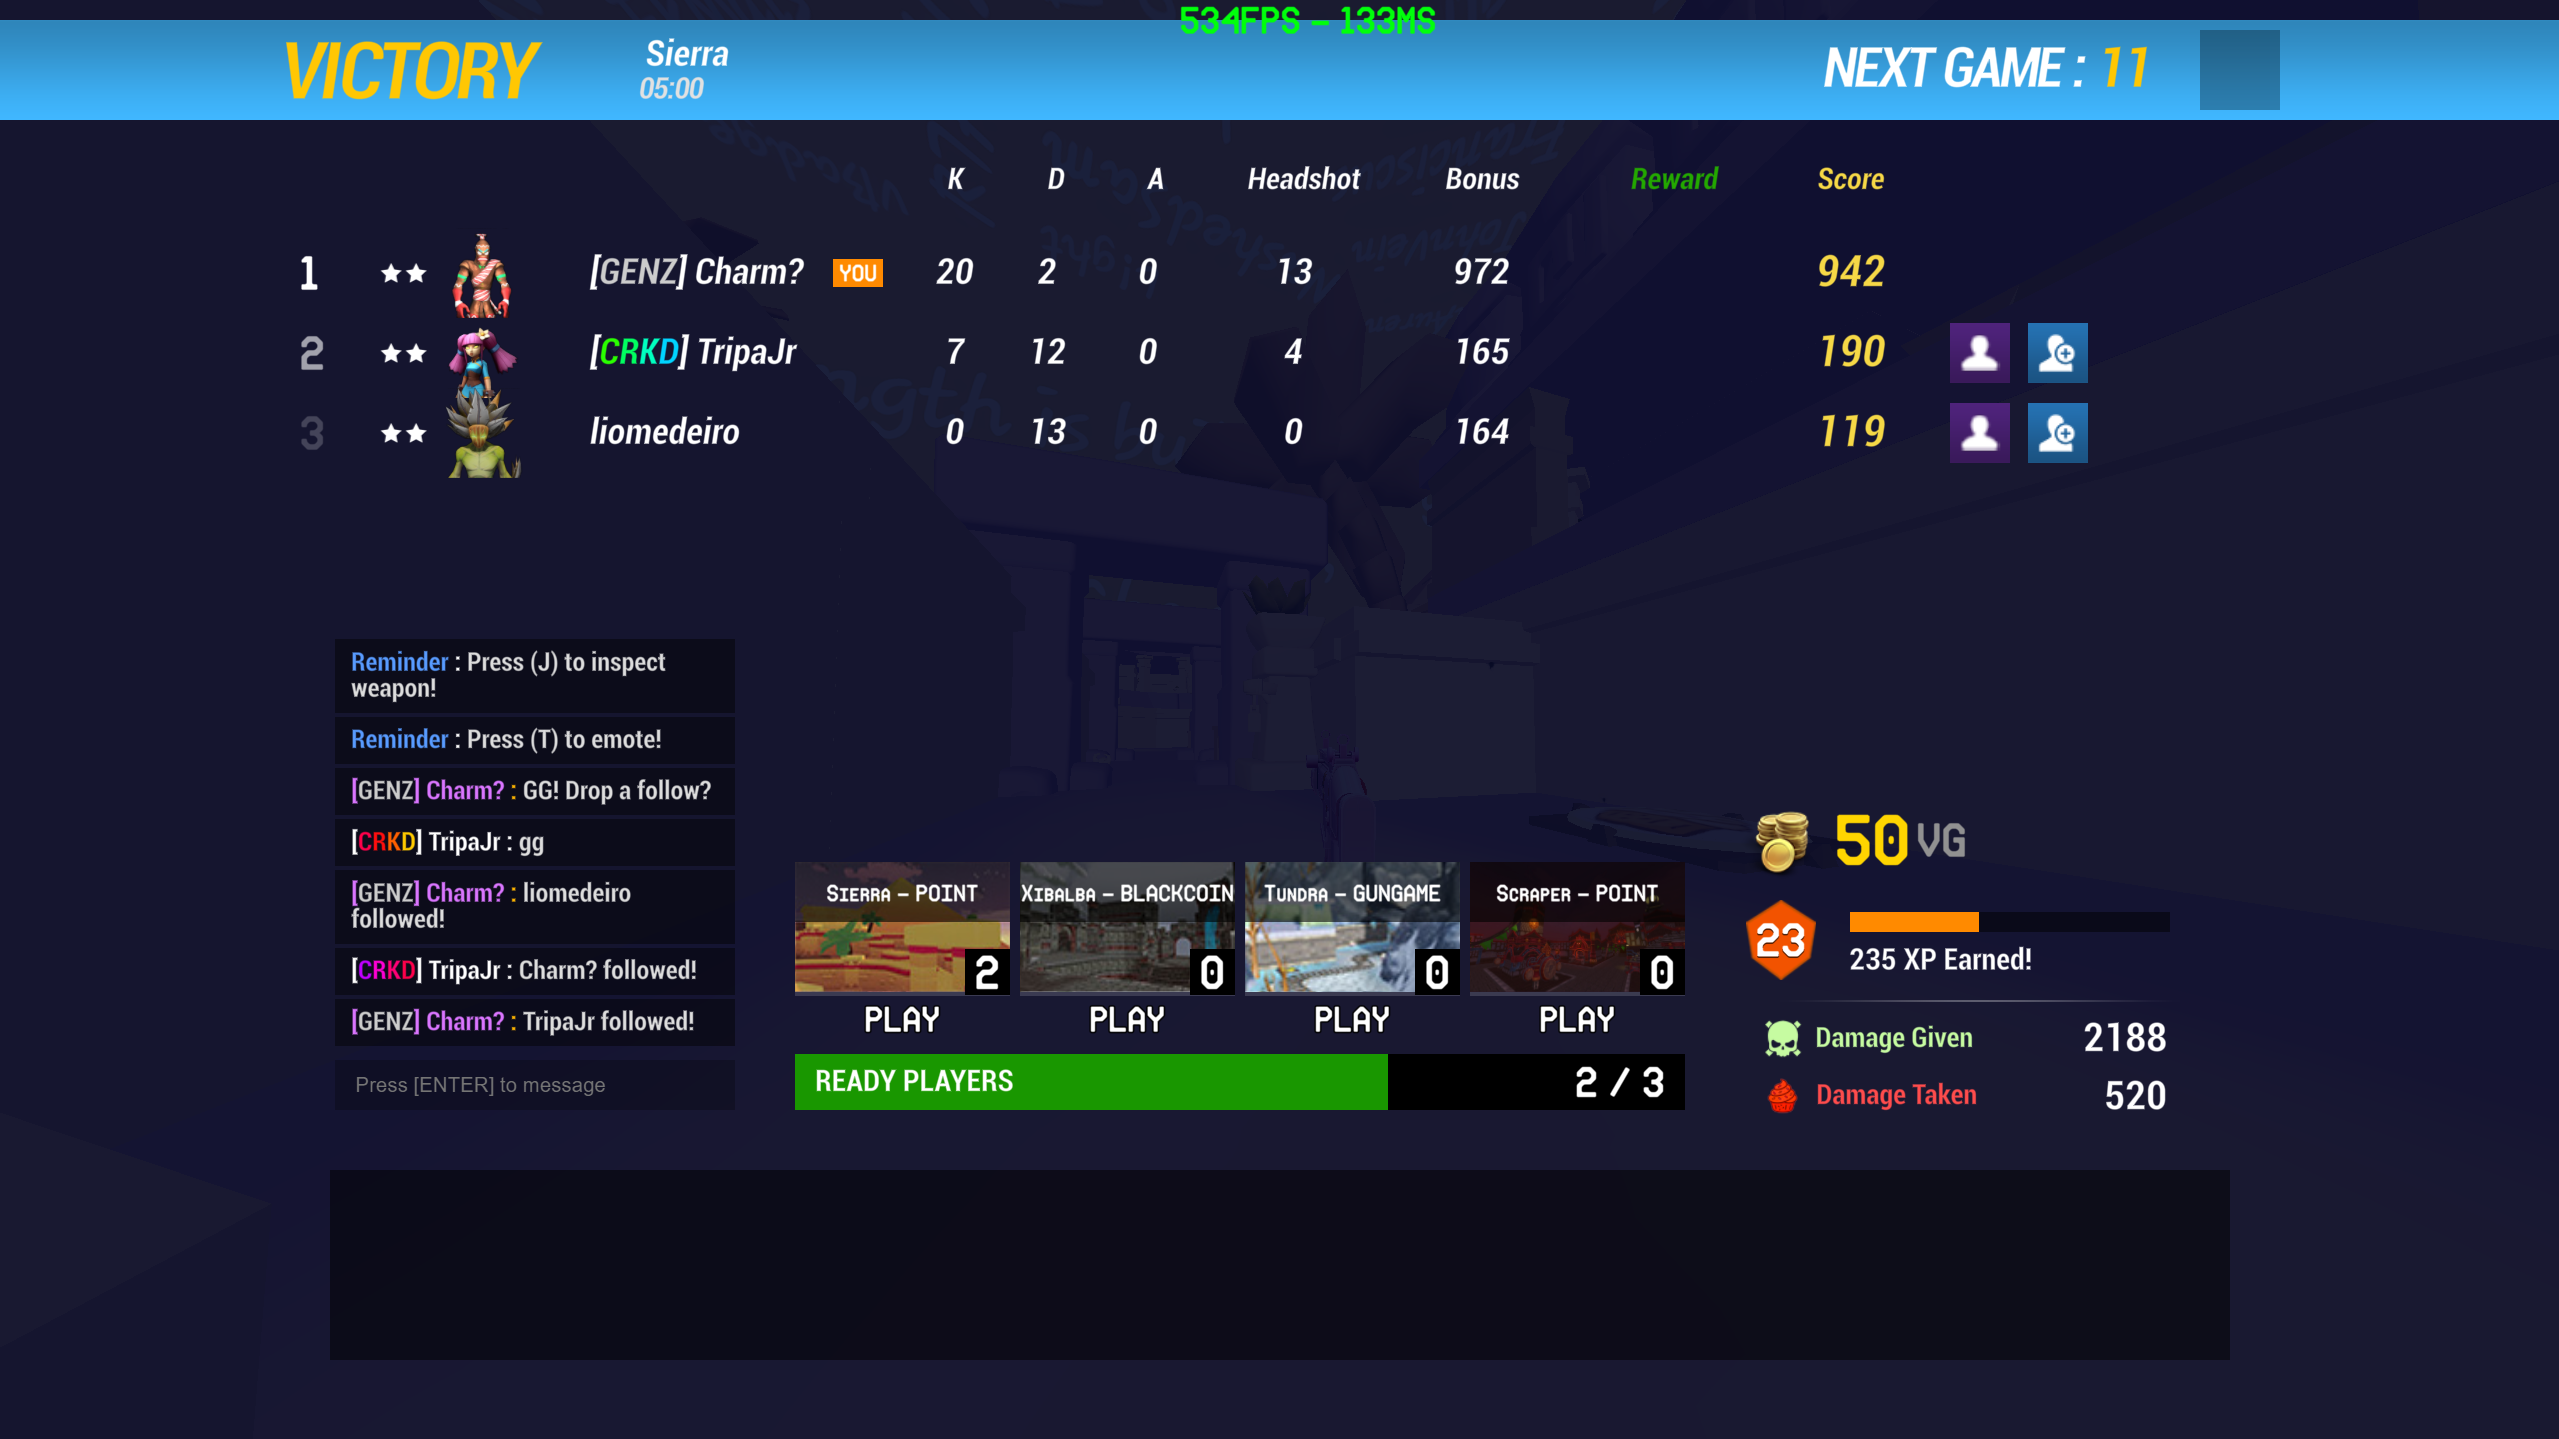 534FPS – 133MS
VICTORY
Sierra
05:00
NEXT GAME : 11
K D A Headshot Bonus Reward Score
1 [GENZ] Charm? YOU 20 2 0 13 972 942
2 [CRKD] TripaJr 7 12 0 4 165 190
3 liomedeiro 0 13 0 0 164 119
Reminder : Press (J) to inspect
weapon!
Reminder : Press (T) to emote!
[GENZ] Charm? : GG! Drop a follow?
[CRKD] TripaJr : gg
[GENZ] Charm? : liomedeiro
followed!
[CRKD] TripaJr : Charm? followed!
[GENZ] Charm? : TripaJr followed!
Press [ENTER] to message
SIERRA – POINT
2
PLAY
XIBALBA – BLACKCOIN
0
PLAY
TUNDRA – GUNGAME
0
PLAY
SCRAPER – POINT
0
PLAY
READY PLAYERS 2 / 3
50 VG
23
235 XP Earned!
Damage Given 2188
Damage Taken 520